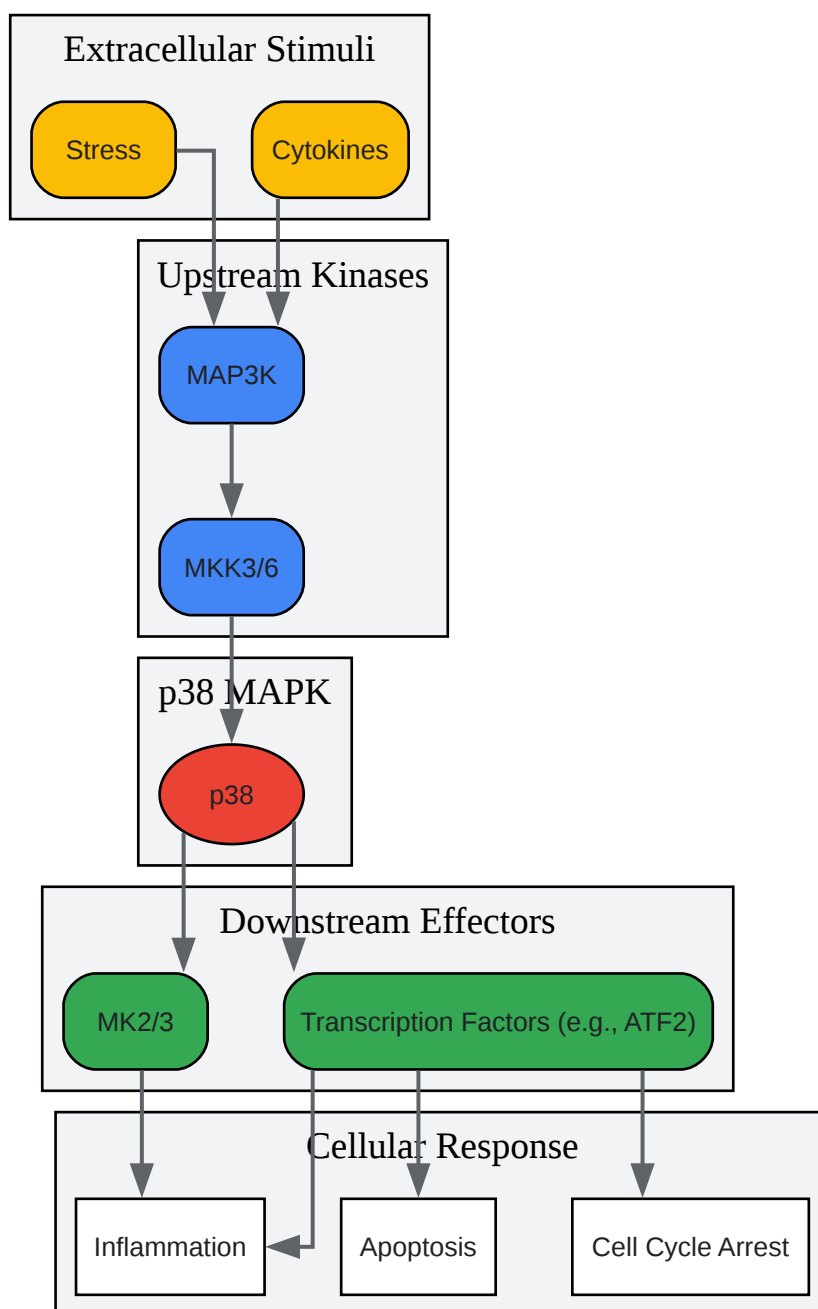 Extracellular Stimuli
Stress
Cytokines
Upstream Kinases
MAP3K
MKK3/6
p38 MAPK
p38
Downstream Effectors
MK2/3
Transcription Factors (e.g., ATF2)
Cellular Response
Inflammation
Apoptosis
Cell Cycle Arrest